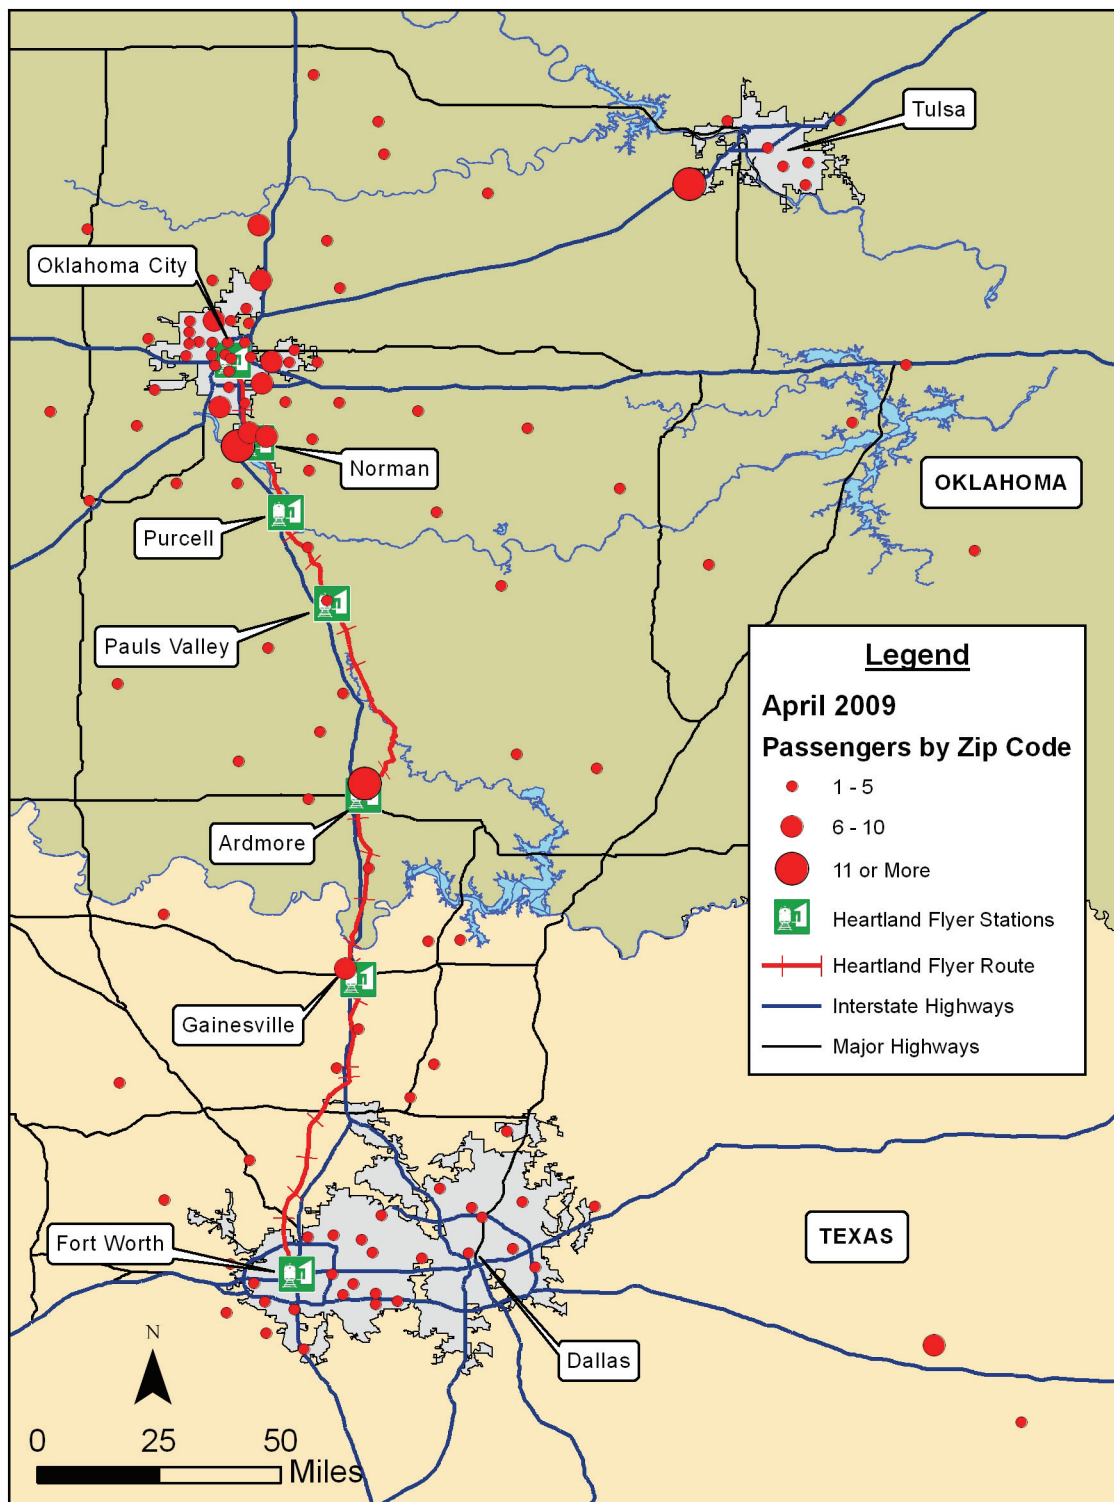 Tulsa
Oklahoma City
Norman
OKLAHOMA
Purcell
Pauls Valley
Legend
April 2009
Passengers by Zip Code
1 - 5
6 - 10
11 or More
Heartland Flyer Stations
Heartland Flyer Route
Interstate Highways
Major Highways
Ardmore
Gainesville
TEXAS
Fort Worth
Dallas
N
0 25 50
Miles